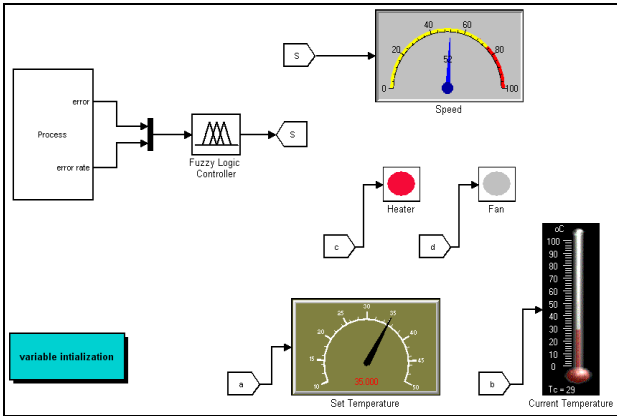 S
0
20
40
60
80
100
52
Speed
Process
error
error rate
Fuzzy Logic
Controller
S
c
Heater
d
Fan
variable intialization
a
10
15
20
25
30
35
45
50
35.000
Set Temperature
b
oC
100
90
80
70
60
50
40
30
20
10
0
Tc = 29
Current Temperature